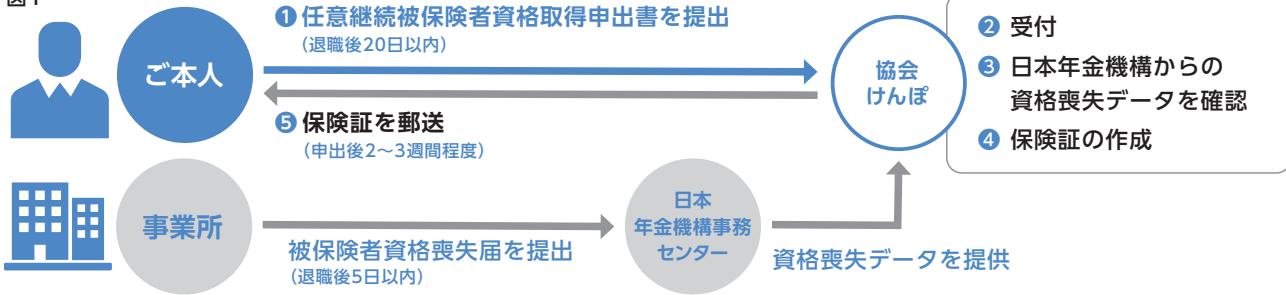 図1
❶任意継続被保険者資格取得申出書を提出
(退職後20日以内)
ご本人
協会
けんぽ
❷ 受付
❸ 日本年金機構からの
資格喪失データを確認
❹ 保険証の作成
❺ 保険証を郵送
(申出後2〜3週間程度)
事業所
被保険者資格喪失届を提出
(退職後5日以内)
日本
年金機構事務
センター
資格喪失データを提供